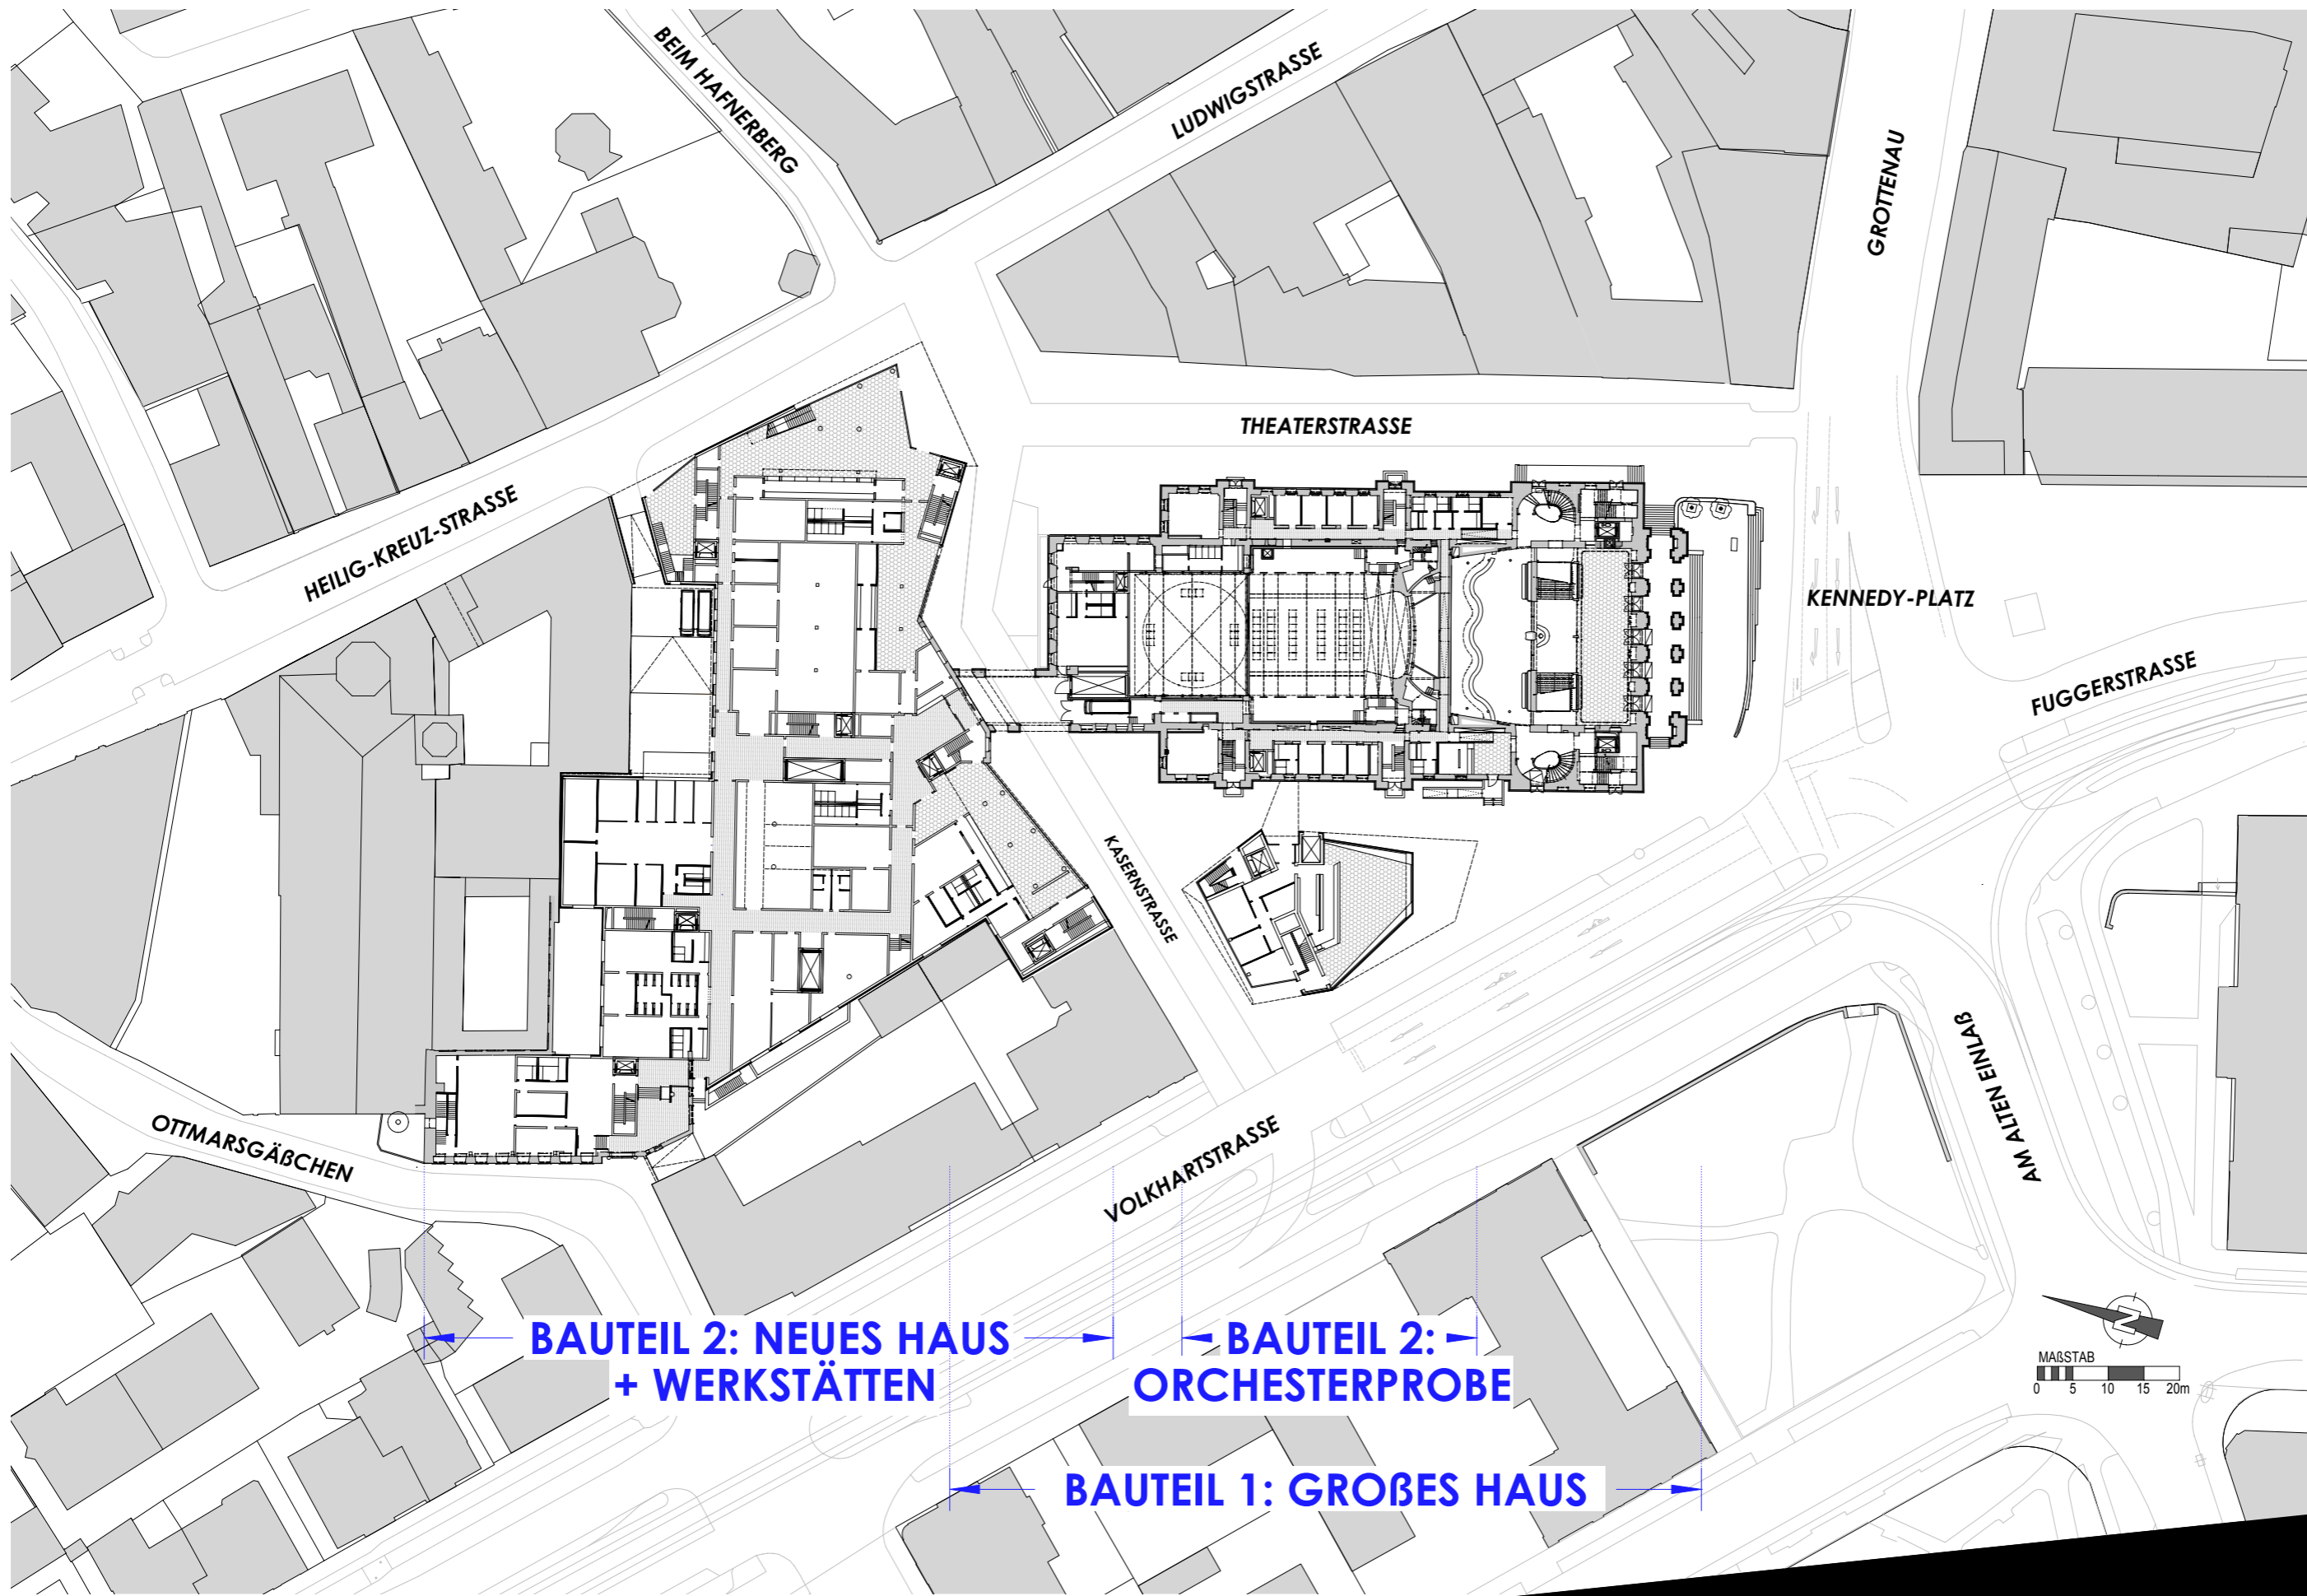 BEIM HAFNERBERG
LUDWIGSTRASSE
GROTTENAU
THEATERSTRASSE
HEILIG-KREUZ-STRASSE
KENNEDY-PLATZ
FUGGERSTRASSE
KASERNSTRASSE
AM ALTEN EINLAß
OTTMARSGÄßCHEN
VOLKHARTSTRASSE
BAUTEIL 2: NEUES HAUS
+ WERKSTÄTTEN
BAUTEIL 2:
ORCHESTERPROBE
BAUTEIL 1: GROßES HAUS
N
MAßSTAB
0 5 10 15 20m